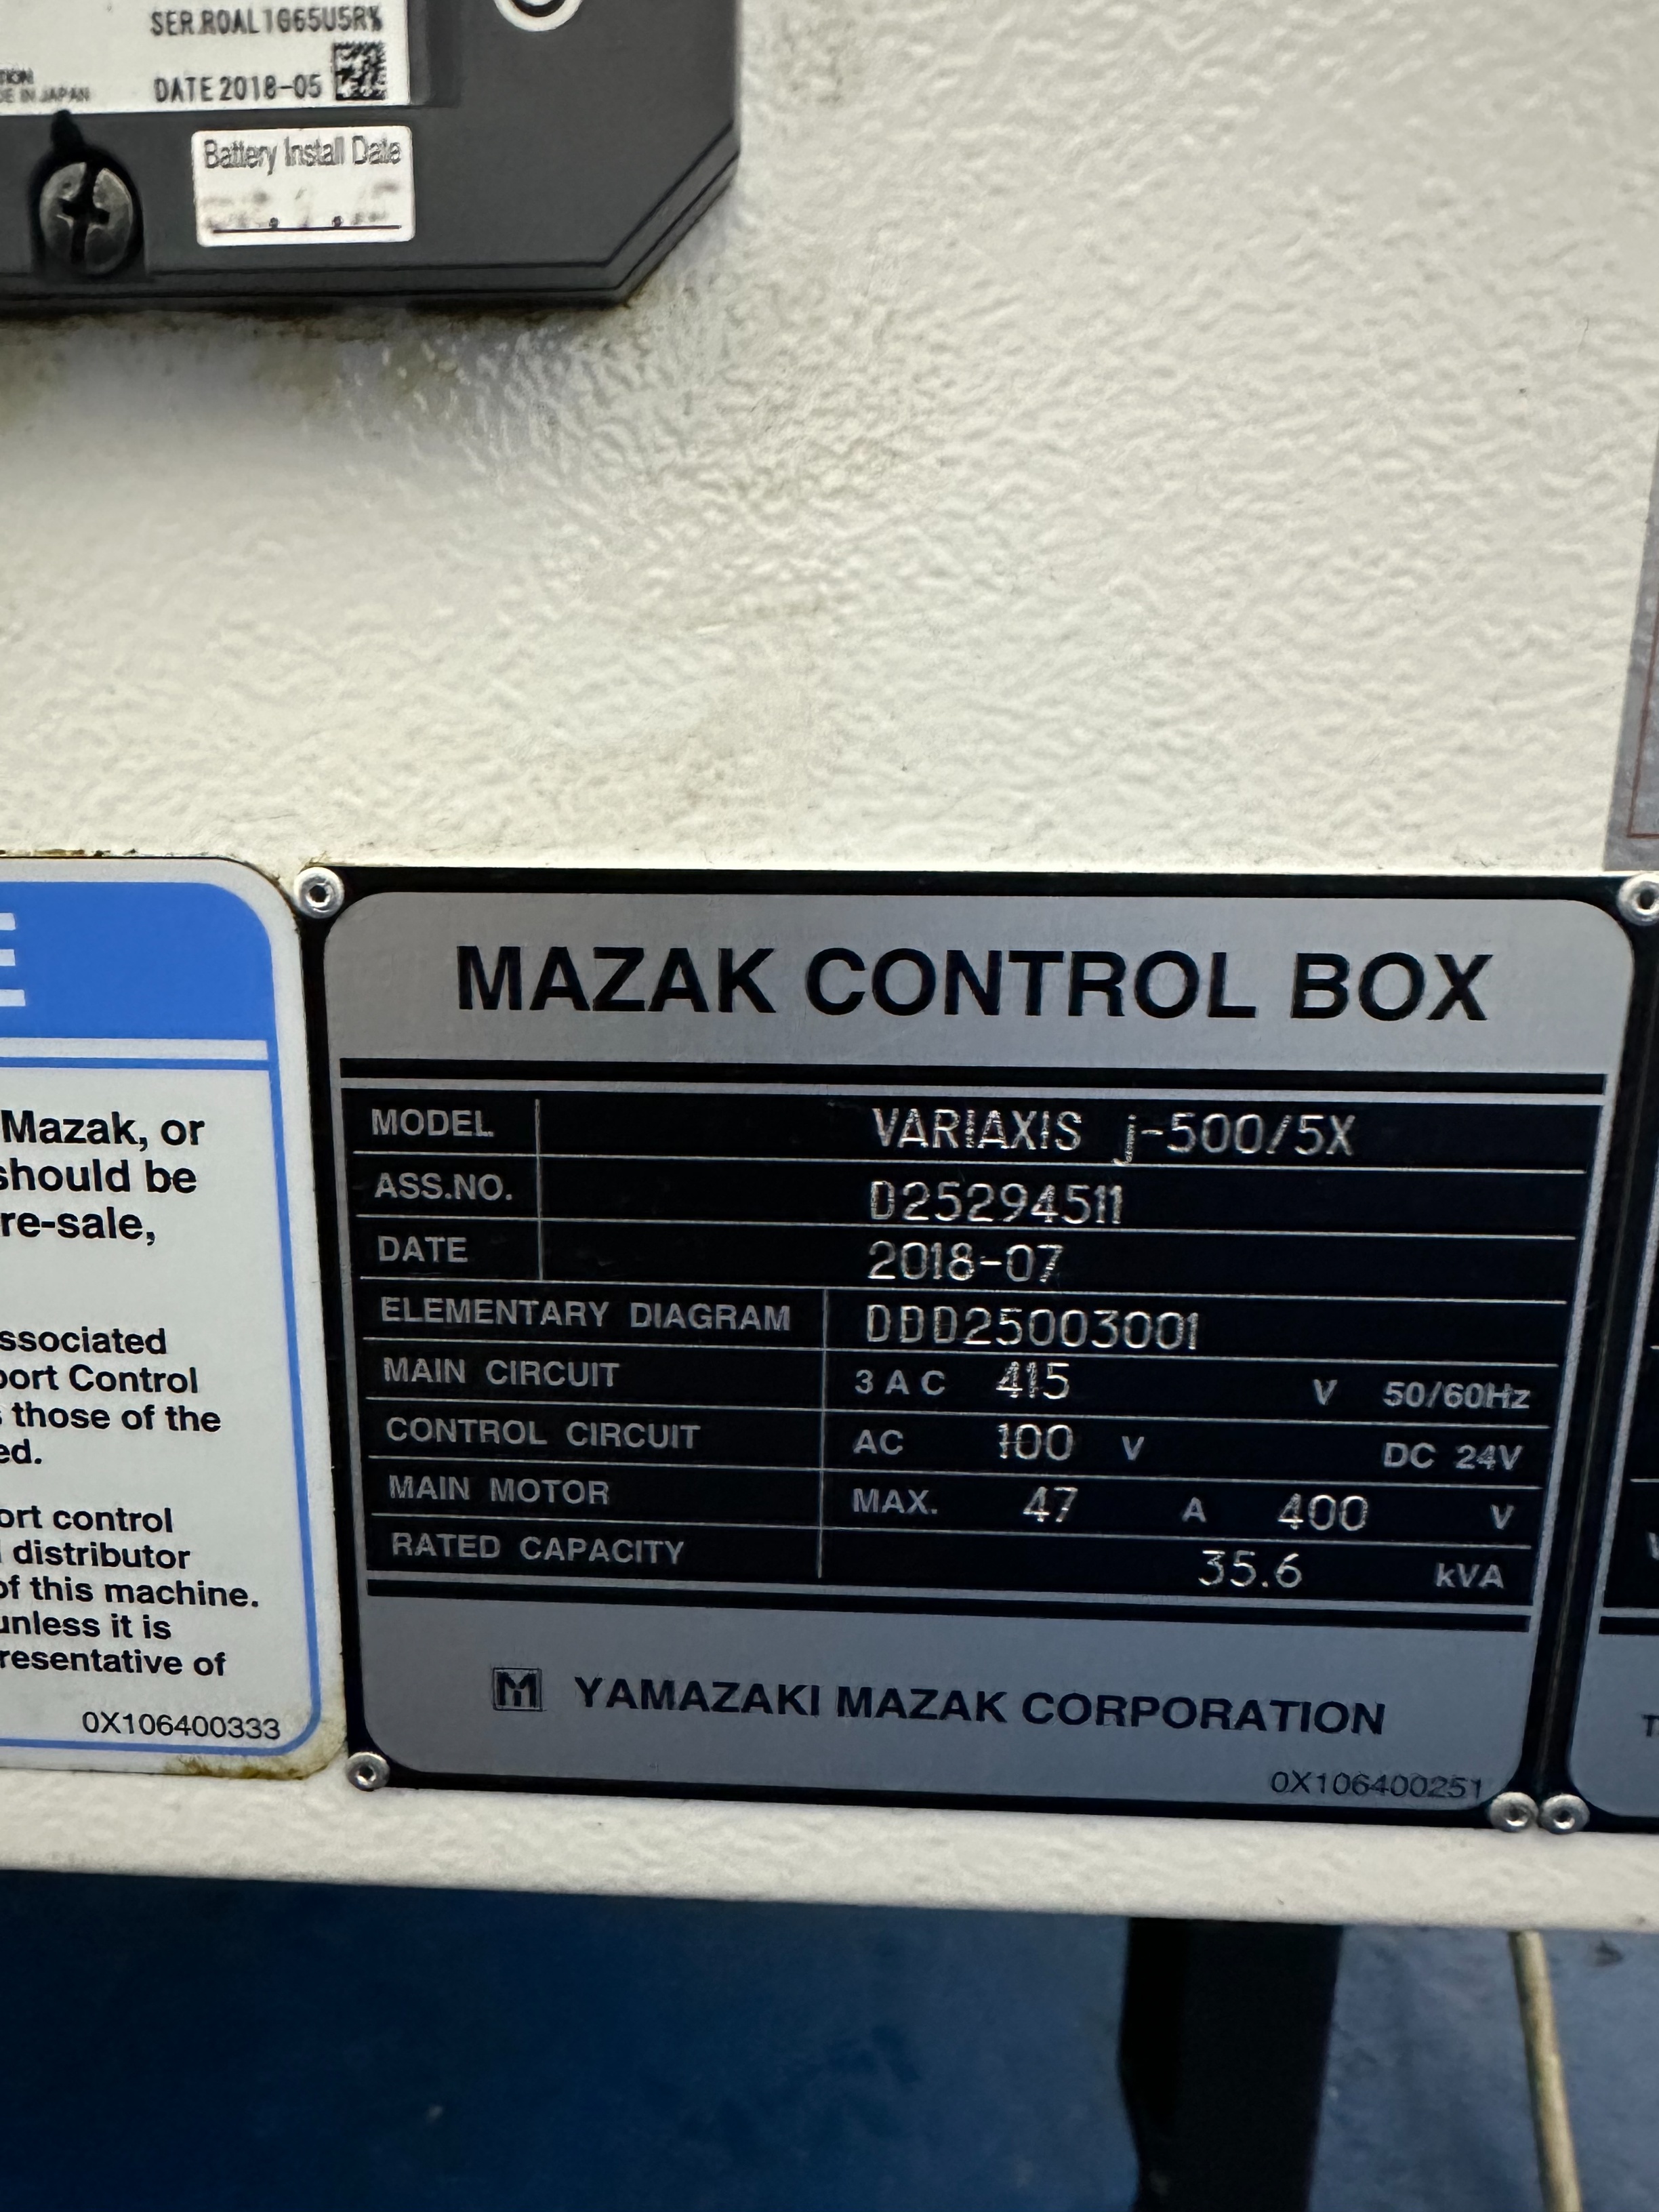 SER.ROAL1G65U5R%
DATE 2018-05
E IN JAPAN
Battery Install Date
E
Mazak, or
should be
re-sale,
ssociated
port Control
those of the
ed.
ort control
distributor
of this machine.
unless it is
resentative of
0X106400333
MAZAK CONTROL BOX
MODEL VARIAXIS j-500/5X
ASS.NO. D25294511
DATE 2018-07
ELEMENTARY DIAGRAM DDD25003001
MAIN CIRCUIT 3 AC 415 V 50/60Hz
CONTROL CIRCUIT AC 100 V DC 24V
MAIN MOTOR MAX. 47 A 400 V
RATED CAPACITY 35.6 kVA
M YAMAZAKI MAZAK CORPORATION
0X106400251